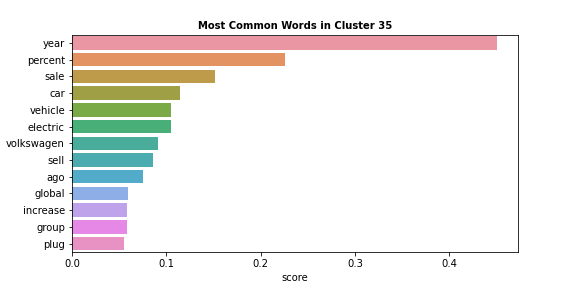 Most Common Words in Cluster 35
year
percent
sale
car
vehicle
electric
volkswagen
sell
ago
global
increase
group
plug
0.0 0.1 0.2 0.3 0.4
score